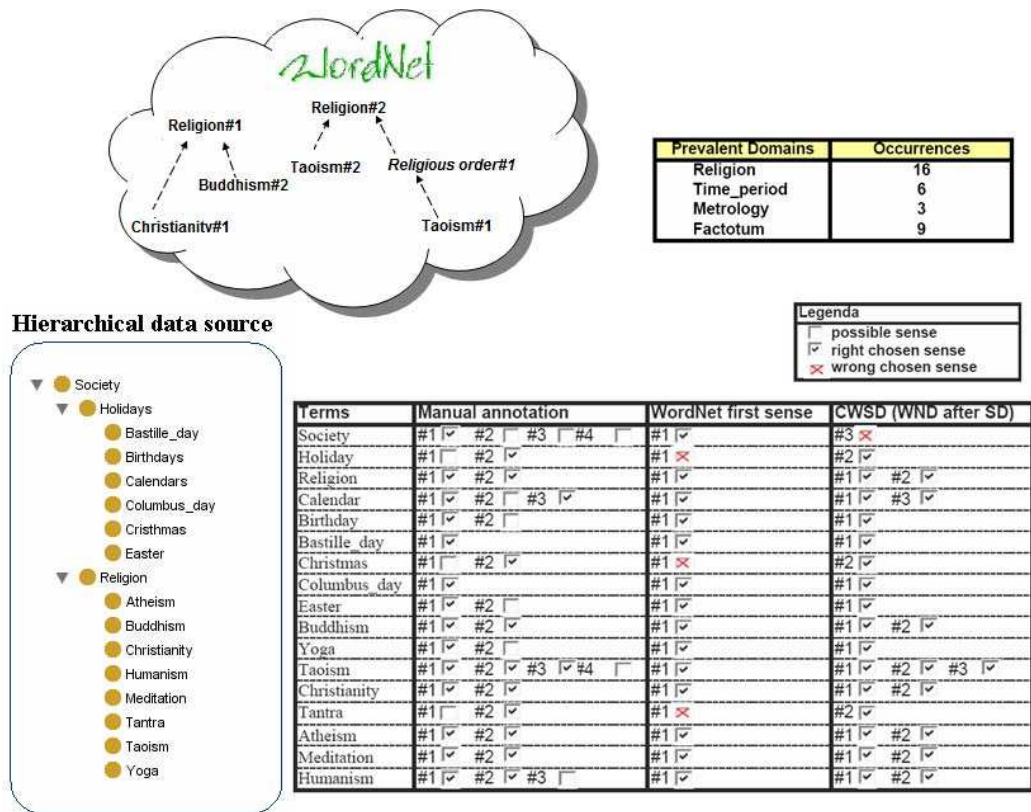 WordNet
Religion#2
Religion#1
Taoism#2
Religious order#1
Buddhism#2
Christianitv#1
Taoism#1
Prevalent Domains Occurrences
Religion 16
Time_period 6
Metrology 3
Factotum 9
Legenda
possible sense
right chosen sense
wrong chosen sense
Hierarchical data source
Society
Holidays
Bastille_day
Birthdays
Calendars
Columbus_day
Cristhmas
Easter
Religion
Atheism
Buddhism
Christianity
Humanism
Meditation
Tantra
Taoism
Yoga
Terms Manual annotation WordNet first sense CWSD (WND after SD)
Society #1 #2 #3 #4 #1 #3
Holiday #1 #2 #1 #2
Religion #1 #2 #1 #1 #2
Calendar #1 #2 #3 #1 #1 #3
Birthday #1 #2 #1 #1
Bastille_day #1 #1 #1
Christmas #1 #2 #1 #2
Columbus_day #1 #1 #1
Easter #1 #2 #1 #1
Buddhism #1 #2 #1 #1 #2
Yoga #1 #2 #1 #1
Taoism #1 #2 #3 #4 #1 #1 #2 #3
Christianity #1 #2 #1 #1 #2
Tantra #1 #2 #1 #2
Atheism #1 #2 #1 #1 #2
Meditation #1 #2 #1 #1 #2
Humanism #1 #2 #3 #1 #1 #2